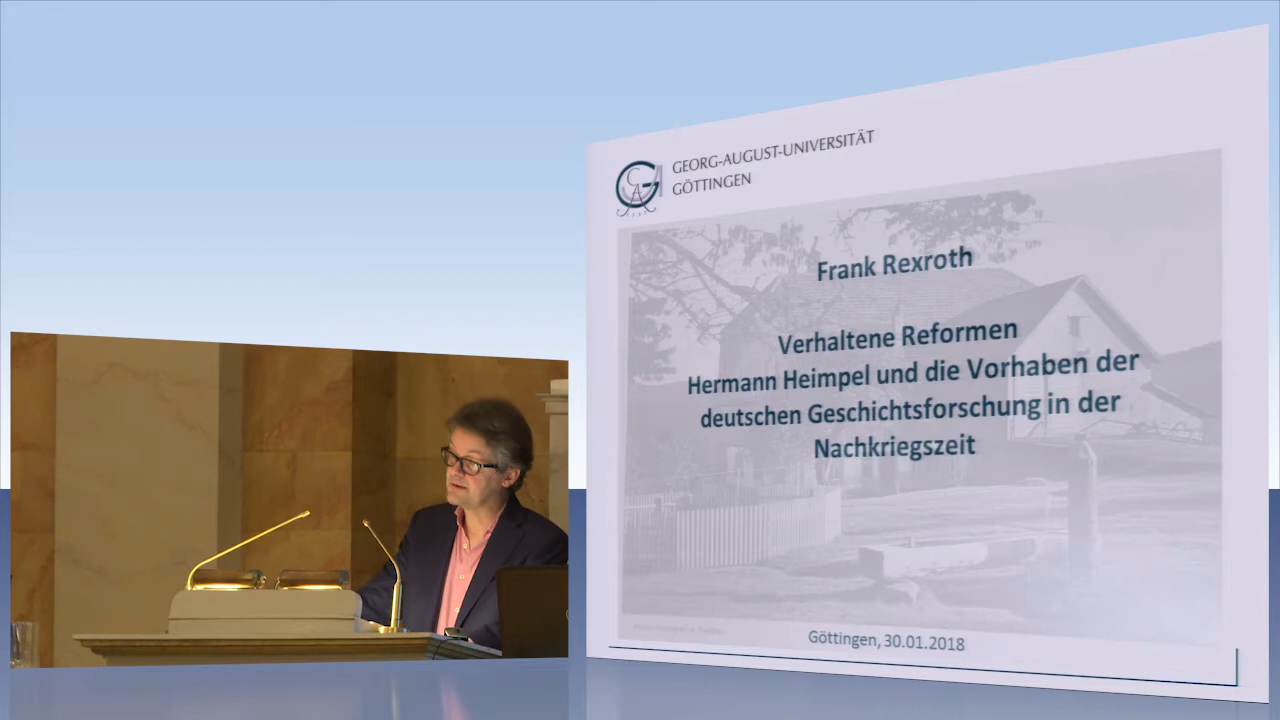 GEORG-AUGUST-UNIVERSITÄT
GÖTTINGEN
Frank Rexroth
Verhaltene Reformen
Hermann Heimpel und die Vorhaben der
deutschen Geschichtsforschung in der
Nachkriegszeit
Göttingen, 30.01.2018